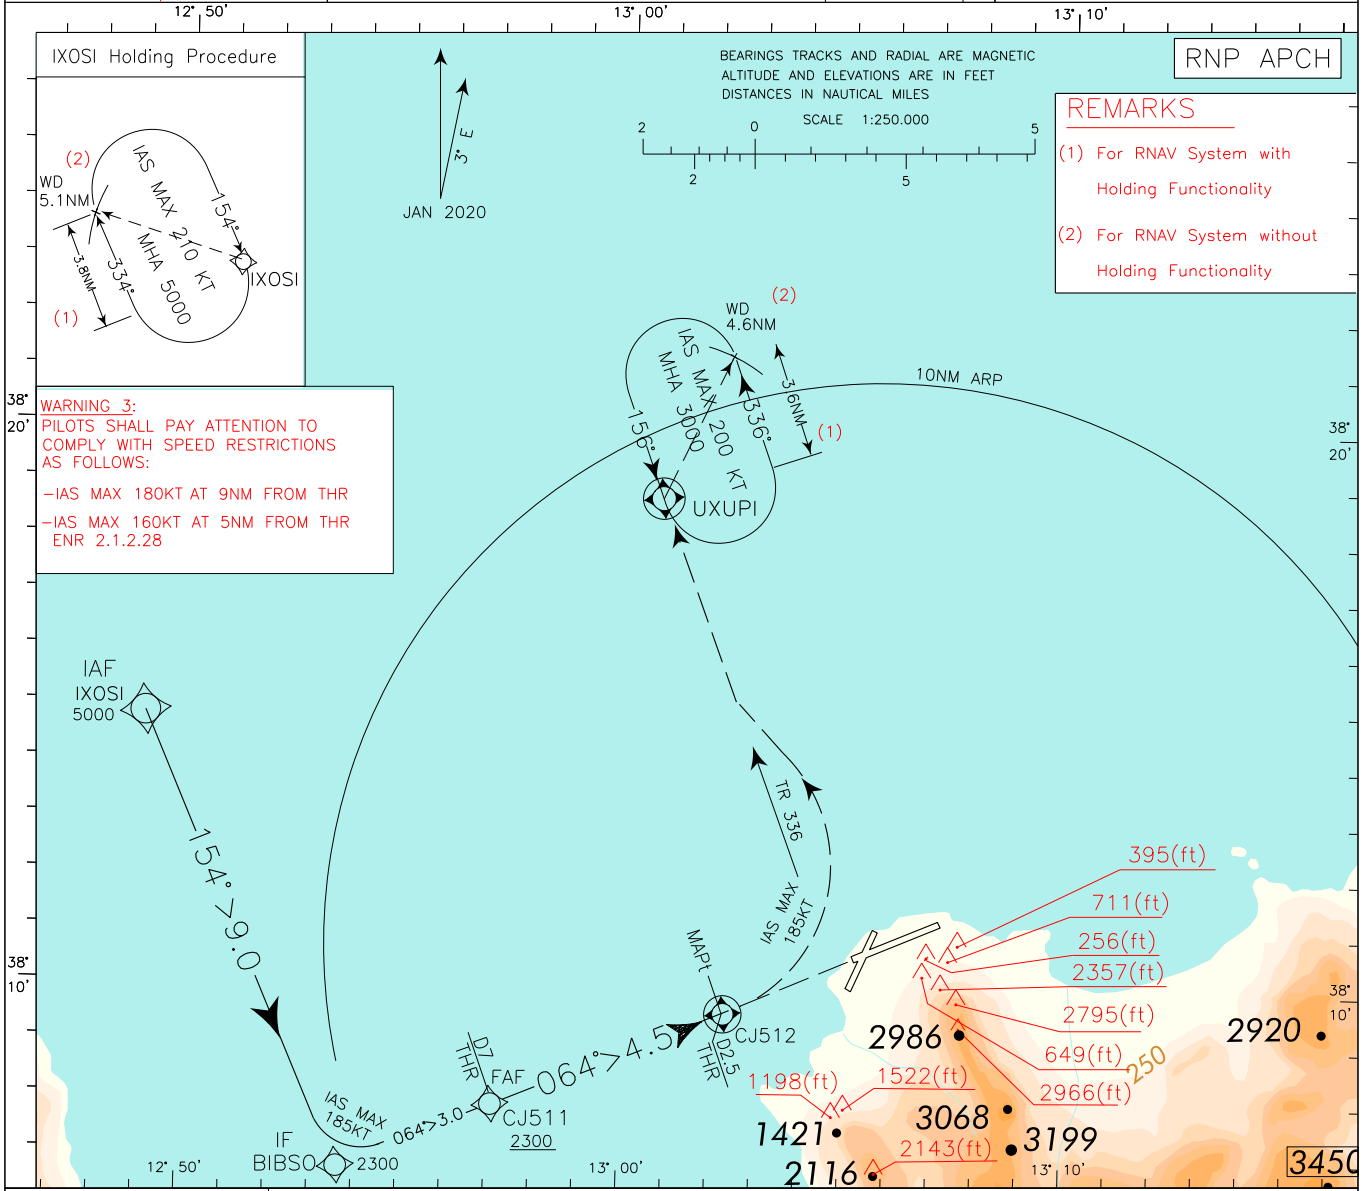 12°50'
13°00'
13°10'
IXOSI Holding Procedure
(2)
WD
5.1NM
IAS MAX 210 KT
MHA 5000
154°
334°
3.8NM
(1)
IXOSI
3° E
JAN 2020
BEARINGS TRACKS AND RADIAL ARE MAGNETIC
ALTITUDE AND ELEVATIONS ARE IN FEET
DISTANCES IN NAUTICAL MILES
SCALE 1:250.000
2 0 5
2 5
RNP APCH
REMARKS
(1) For RNAV System with
Holding Functionality
(2) For RNAV System without
Holding Functionality
WARNING 3:
PILOTS SHALL PAY ATTENTION TO
COMPLY WITH SPEED RESTRICTIONS
AS FOLLOWS:
-IAS MAX 180KT AT 9NM FROM THR
-IAS MAX 160KT AT 5NM FROM THR
ENR 2.1.2.28
38°
20'
38°
20'
(2)
WD
4.6NM
IAS MAX 200 KT
MHA 3000
156°
336°
3.6NM
(1)
10NM ARP
UXUPI
IAF
IXOSI
5000
154°>9.0
TR 336
IAS MAX
185KT
MAPt
CJ512
D2.5
THR
064°>4.5
D7
THR
FAF
CJ511
2300
064°>3.0
IAS MAX
185KT
IF
BIBSO
2300
38°
10'
38°
10'
395(ft)
711(ft)
256(ft)
2357(ft)
2795(ft)
649(ft)
2966(ft)
1198(ft)
1522(ft)
2143(ft)
2986
2920
250
3068
3199
1421
2116
3450
12°50'
13°00'
13°10'